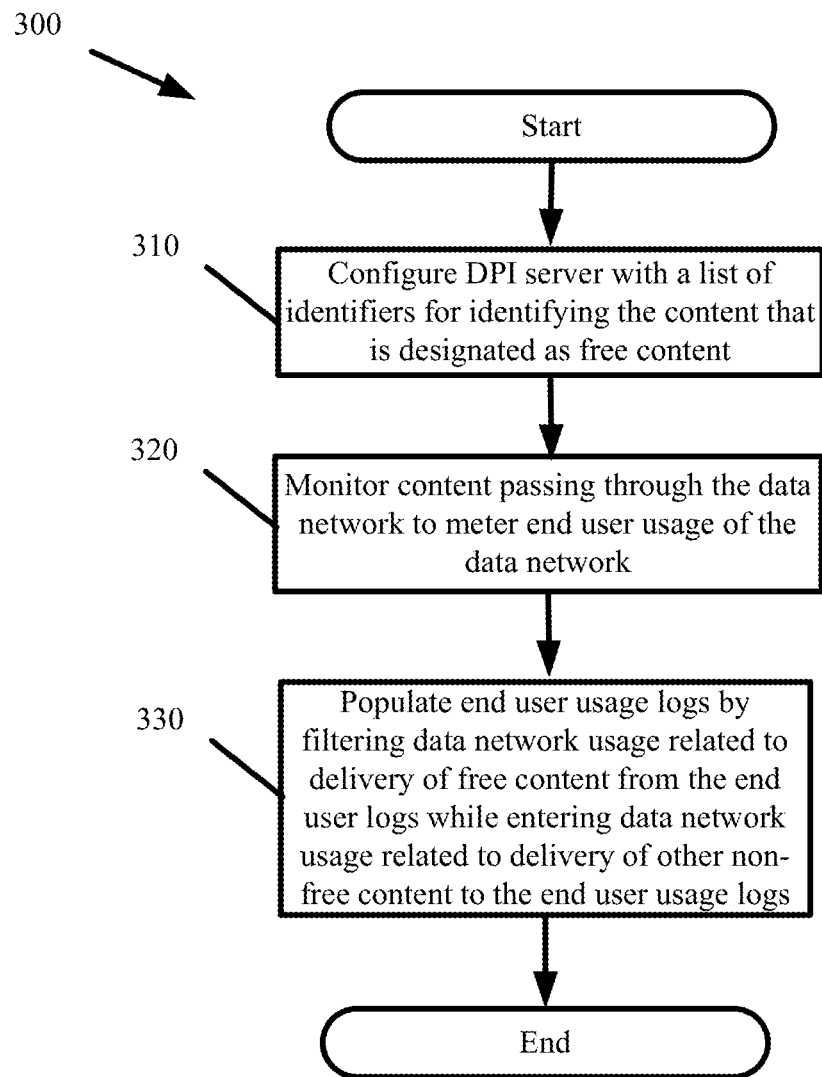 300
Start
310
Configure DPI server with a list of
identifiers for identifying the content that
is designated as free content
320
Monitor content passing through the data
network to meter end user usage of the
data network
330
Populate end user usage logs by
filtering data network usage related to
delivery of free content from the end
user logs while entering data network
usage related to delivery of other non-
free content to the end user usage logs
End